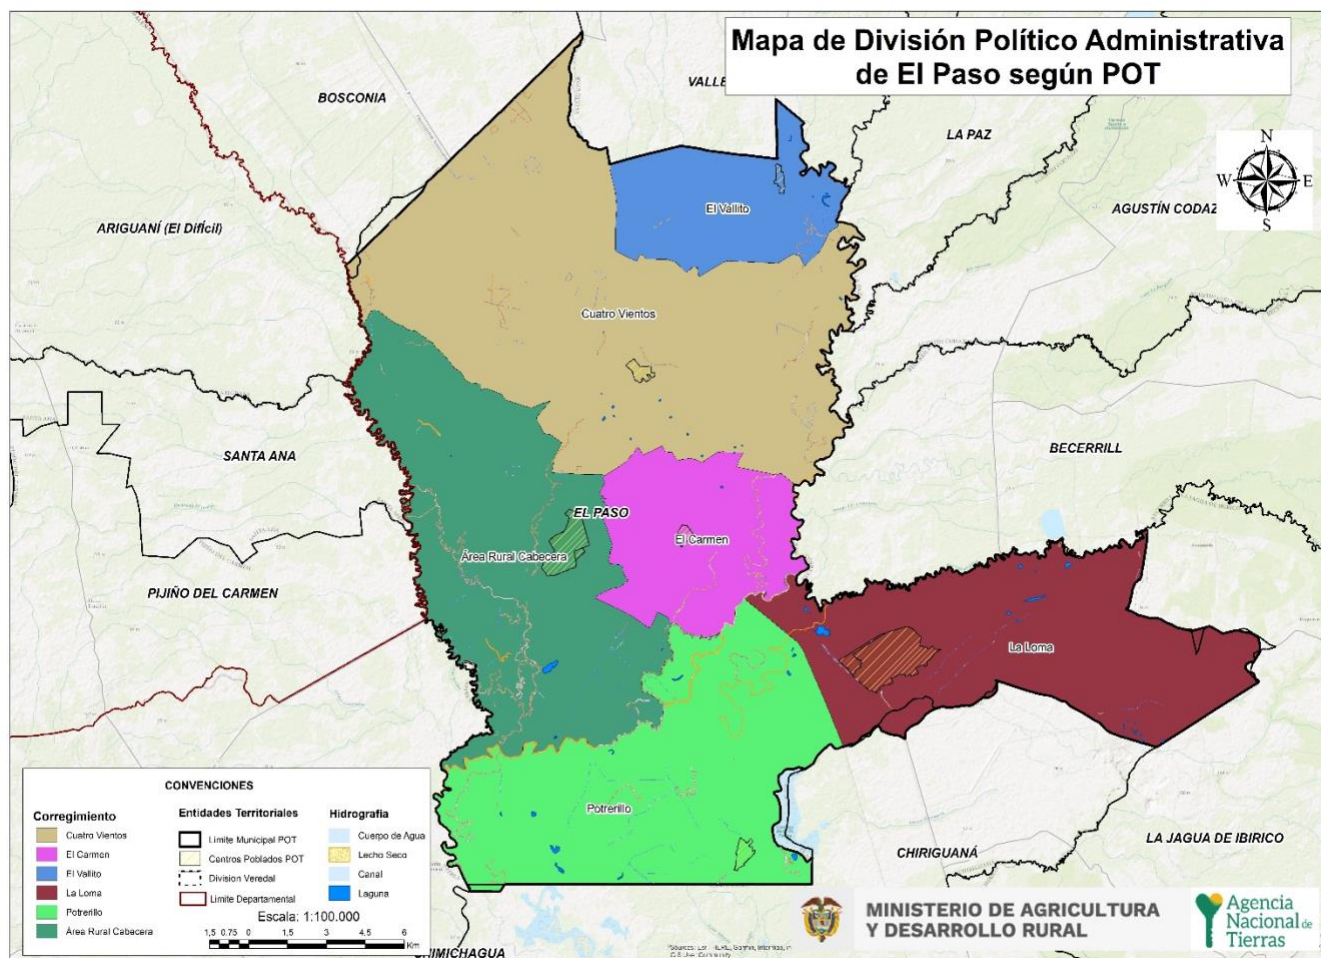 Mapa de División Político Administrativa
de El Paso según POT
BOSCONIA
VALLE
LA PAZ
N
W E
S
ARIGUANÍ (El Difícil)
AGUSTÍN CODAZ
El Vallito
Cuatro Vientos
SANTA ANA
BECERRILL
EL PASO
El Carmen
Área Rural Cabecera
PIJIÑO DEL CARMEN
La Loma
Potrerillo
CHIRIGUANÁ
LA JAGUA DE IBIRICO
CONVENCIONES
Corregimiento
Cuatro Vientos
El Carmen
El Vallito
La Loma
Potrerillo
Área Rural Cabecera
Entidades Territoriales
Limite Municipal POT
Centros Poblados POT
Division Veredal
Limite Departamental
Hidrografia
Cuerpo de Agua
Lecho Seco
Canal
Laguna
Escala: 1:100.000
1,5 0.75 0 1,5 3 4,5 6
Km
HIMICHAGUA
MINISTERIO DE AGRICULTURA
Y DESARROLLO RURAL
Agencia
Nacional de
Tierras